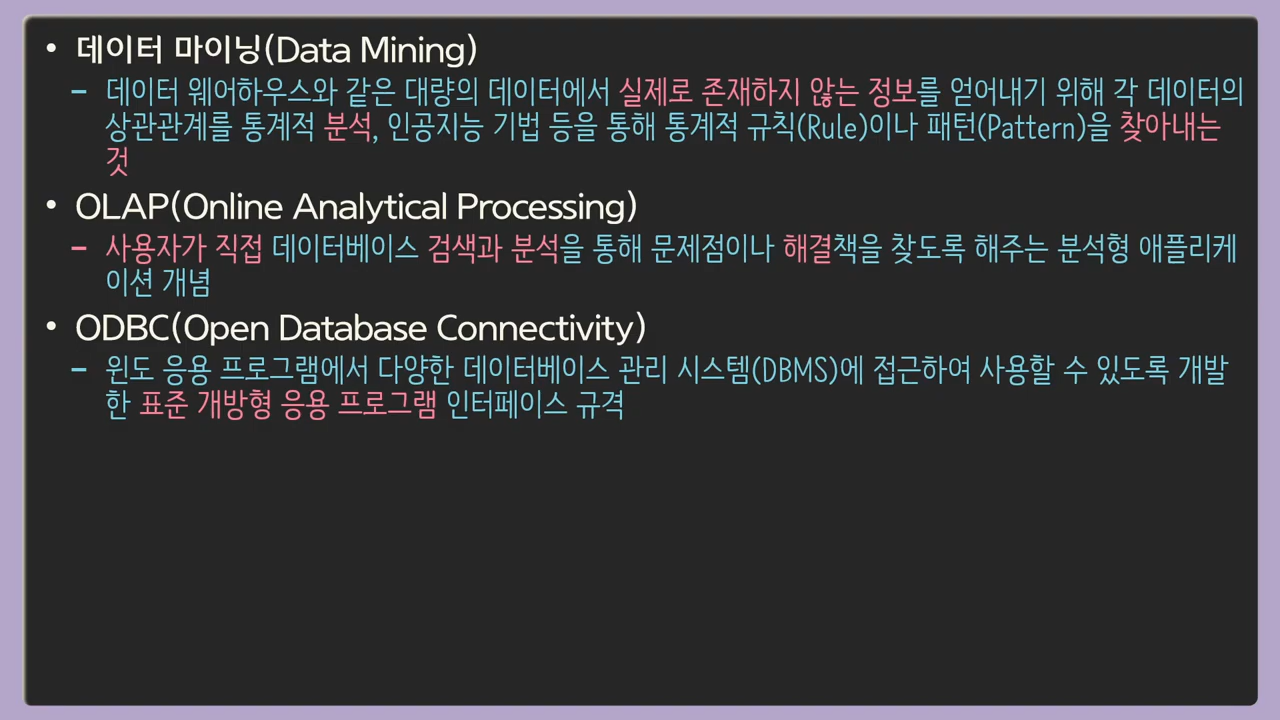 • 데이터 마이닝(Data Mining)
– 데이터 웨어하우스와 같은 대량의 데이터에서 실제로 존재하지 않는 정보를 얻어내기 위해 각 데이터의
상관관계를 통계적 분석, 인공지능 기법 등을 통해 통계적 규칙(Rule)이나 패턴(Pattern)을 찾아내는
것
• OLAP(Online Analytical Processing)
– 사용자가 직접 데이터베이스 검색과 분석을 통해 문제점이나 해결책을 찾도록 해주는 분석형 애플리케
이션 개념
• ODBC(Open Database Connectivity)
– 윈도 응용 프로그램에서 다양한 데이터베이스 관리 시스템(DBMS)에 접근하여 사용할 수 있도록 개발
한 표준 개방형 응용 프로그램 인터페이스 규격